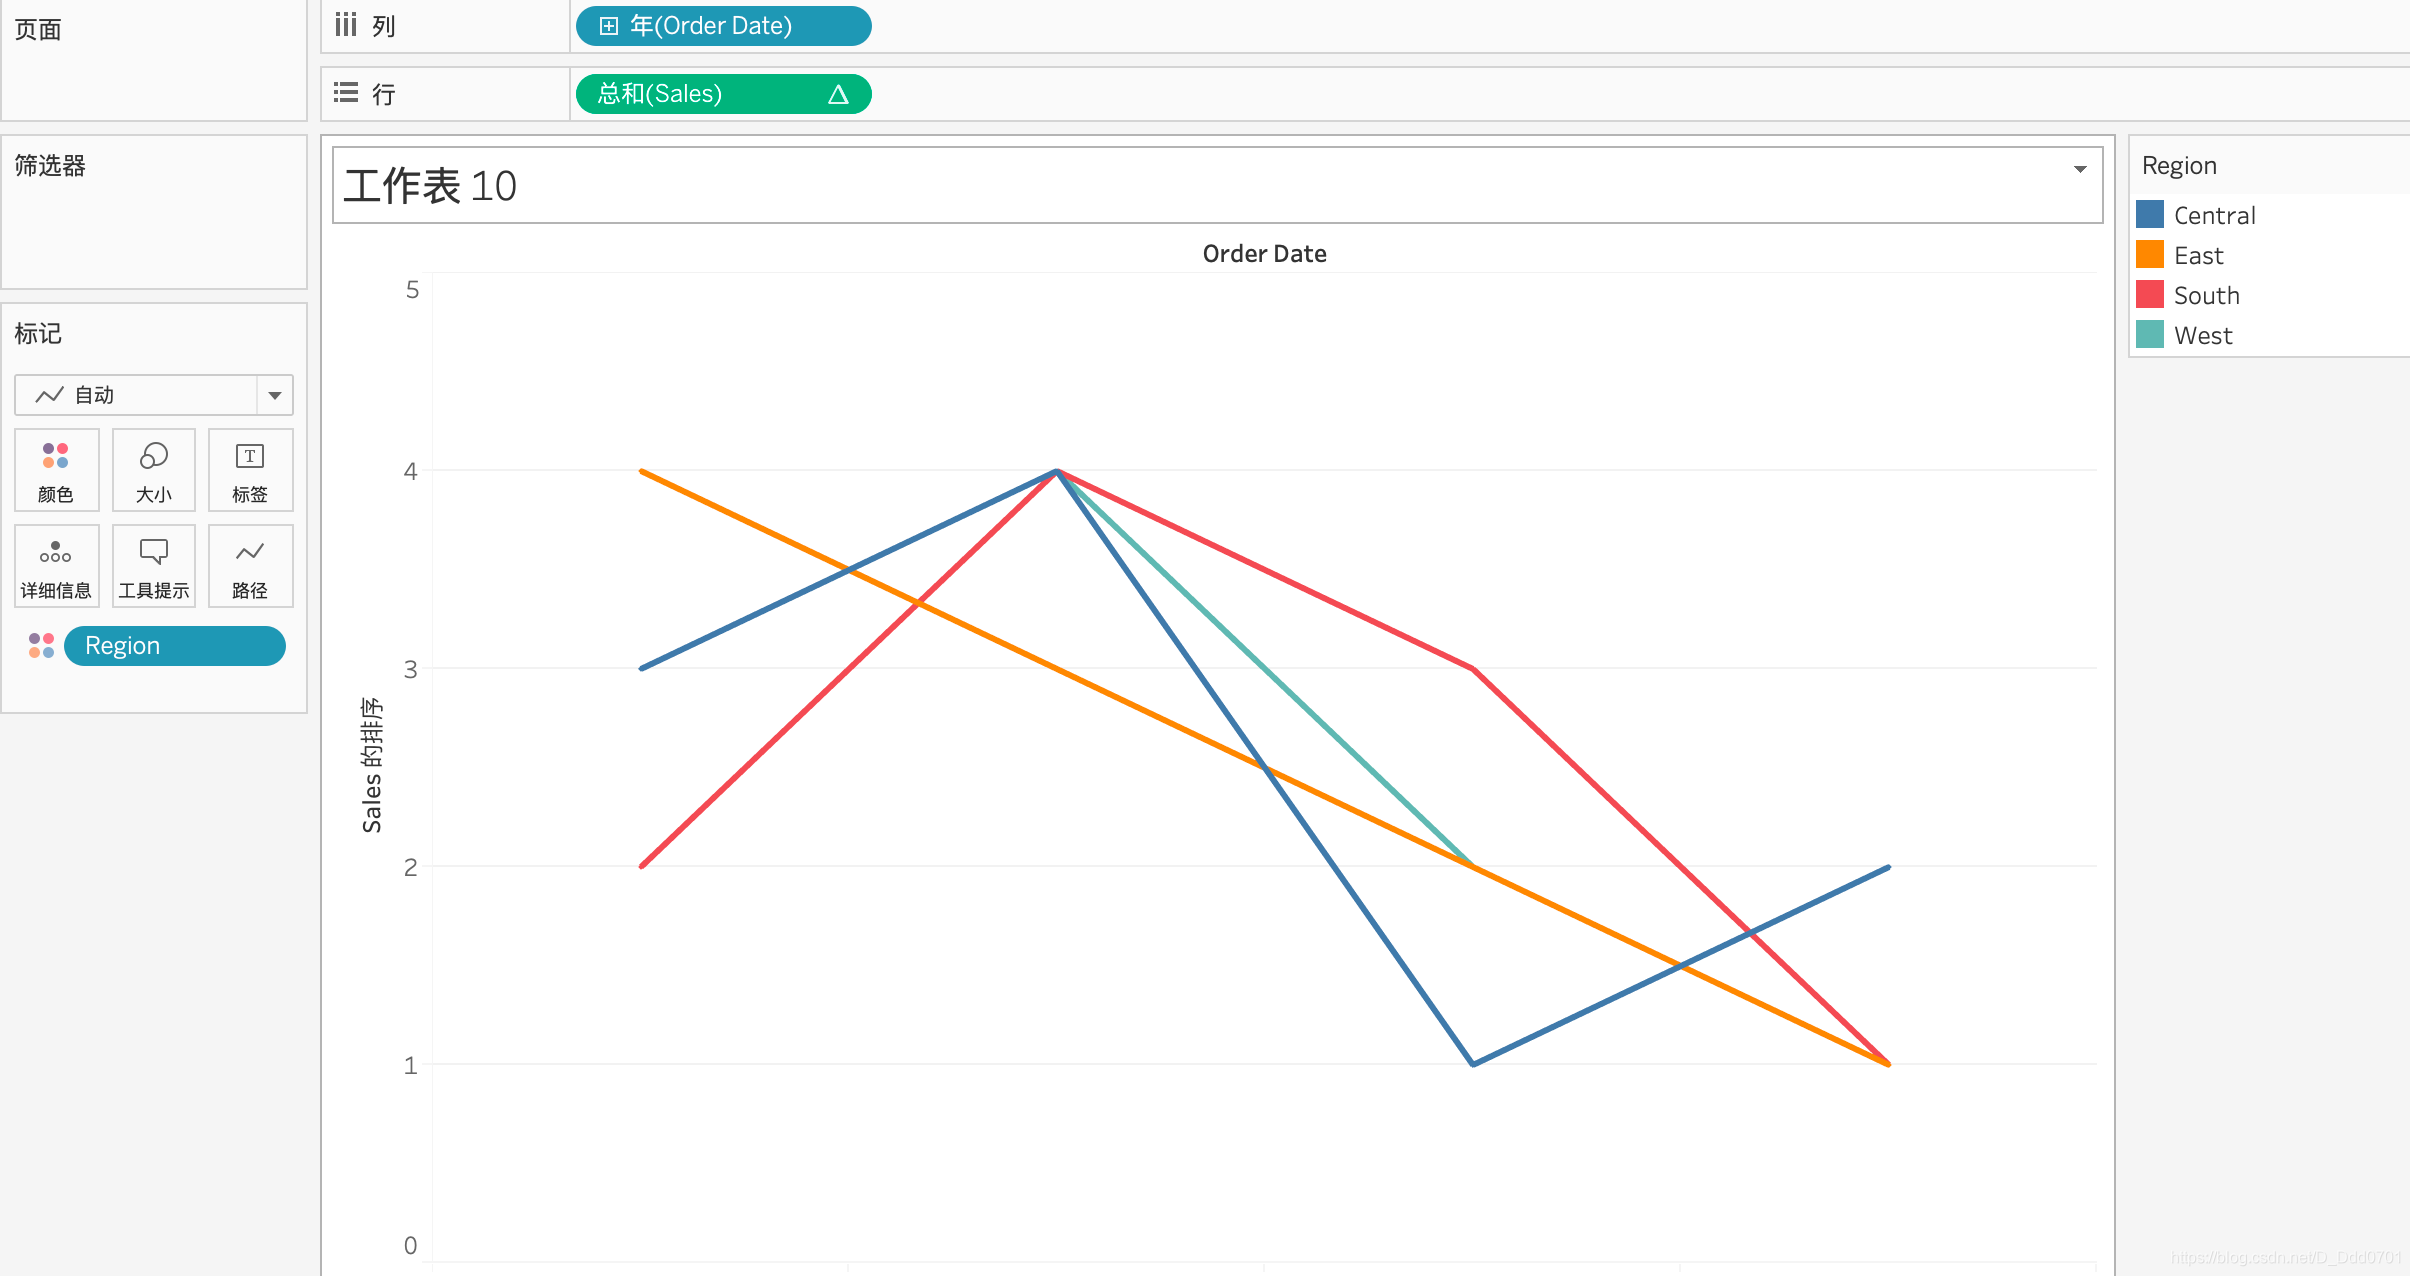 页面
列
年(Order Date)
行
总和(Sales)
筛选器
标记
自动
颜色
大小
标签
T
详细信息
工具提示
路径
Region
工作表 10
Order Date
Sales 的排序
5
4
3
2
1
0
Region
Central
East
South
West
https://blog.csdn.net/D_Ddd0701